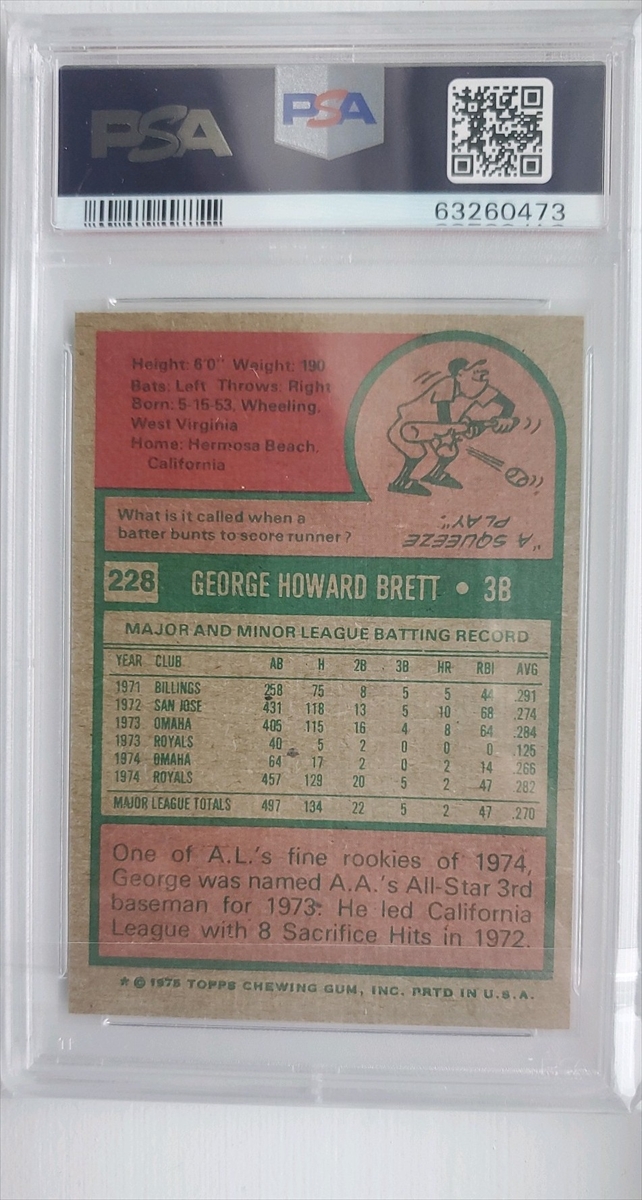 PSA
PSA
63260473
Height: 6'0" Weight: 190
Bats: Left Throws: Right
Born: 5-15-53, Wheeling,
West Virginia
Home: Hermosa Beach,
California
What is it called when a
batter bunts to score runner?
"A SQUEEZE
PLAY".
228 GEORGE HOWARD BRETT • 3B
MAJOR AND MINOR LEAGUE BATTING RECORD
YEAR CLUB AB H 2B 3B HR RBI AVG
1971 BILLINGS 258 75 8 5 5 44 .291
1972 SAN JOSE 431 118 13 5 10 68 .274
1973 OMAHA 405 115 16 4 8 64 .284
1973 ROYALS 40 5 2 0 0 0 .125
1974 OMAHA 64 17 2 0 2 14 .266
1974 ROYALS 457 129 20 5 2 47 .282
MAJOR LEAGUE TOTALS 497 134 22 5 2 47 .270
One of A.L.'s fine rookies of 1974,
George was named A.A.'s All-Star 3rd
baseman for 1973. He led California
League with 8 Sacrifice Hits in 1972.
★ © 1975 TOPPS CHEWING GUM, INC. PRTD IN U.S.A.